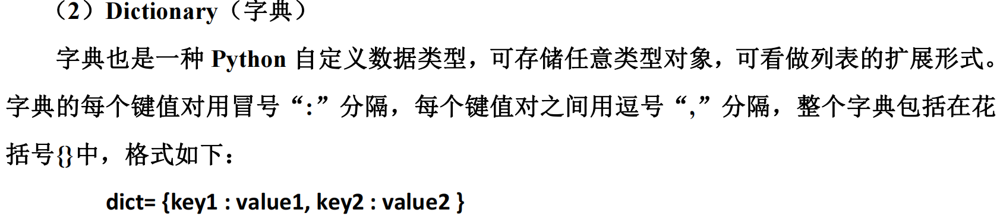 （2）Dictionary（字典）
字典也是一种 Python 自定义数据类型，可存储任意类型对象，可看做列表的扩展形式。
字典的每个键值对用冒号“:”分隔，每个键值对之间用逗号“,”分隔，整个字典包括在花
括号{}中，格式如下：
dict= {key1 : value1, key2 : value2 }